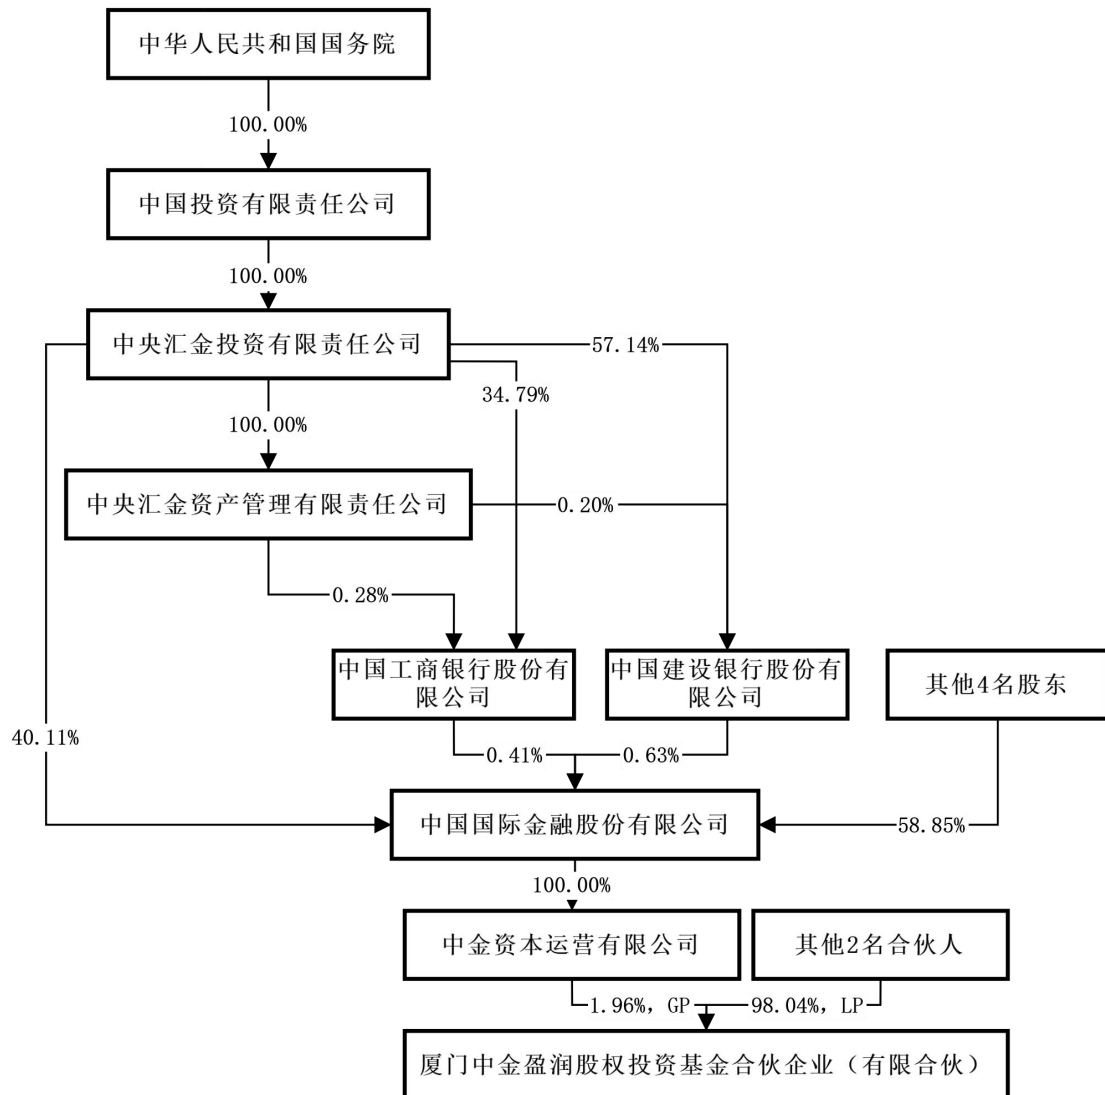 中华人民共和国国务院
100.00%
中国投资有限责任公司
100.00%
中央汇金投资有限责任公司
57.14%
34.79%
100.00%
中央汇金资产管理有限责任公司
0.20%
0.28%
中国工商银行股份有
限公司
中国建设银行股份有
限公司
其他4名股东
40.11%
0.41%
0.63%
中国国际金融股份有限公司
58.85%
100.00%
中金资本运营有限公司
其他2名合伙人
1.96%，GP
98.04%，LP
厦门中金盈润股权投资基金合伙企业（有限合伙）